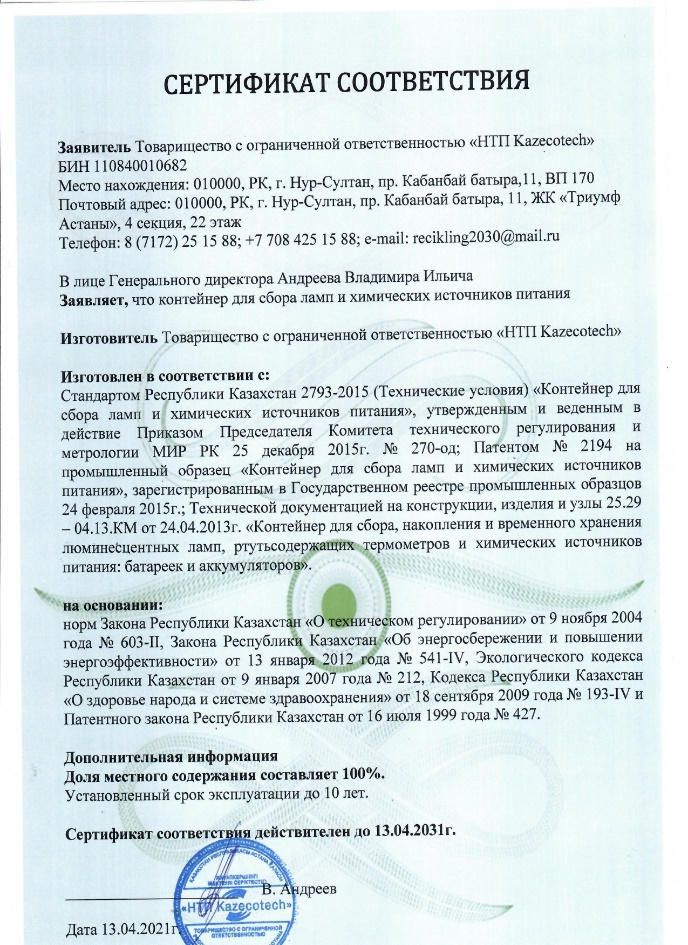 СЕРТИФИКАТ СООТВЕТСТВИЯ
Заявитель Товарищество с ограниченной ответственностью «НТП Kazecotech»
БИН 110840010682
Место нахождения: 010000, РК, г. Нур-Султан, пр. Кабанбай батыра,11, ВП 170
Почтовый адрес: 010000, РК, г. Нур-Султан, пр. Кабанбай батыра, 11, ЖК «Триумф
Астаны», 4 секция, 22 этаж
Телефон: 8 (7172) 25 15 88; +7 708 425 15 88; e-mail: recikling2030@mail.ru
В лице Генерального директора Андреева Владимира Ильича
Заявляет, что контейнер для сбора ламп и химических источников питания
Изготовитель Товарищество с ограниченной ответственностью «НТП Kazecotech»
Изготовлен в соответствии с:
Стандартом Республики Казахстан 2793-2015 (Технические условия) «Контейнер для
сбора ламп и химических источников питания», утвержденным и веденным в
действие Приказом Председателя Комитета технического регулирования и
метрологии МИР РК 25 декабря 2015г. № 270-од; Патентом № 2194 на
промышленный образец «Контейнер для сбора ламп и химических источников
питания», зарегистрированным в Государственном реестре промышленных образцов
24 февраля 2015г.; Технической документацией на конструкции, изделия и узлы 25.29
– 04.13.КМ от 24.04.2013г. «Контейнер для сбора, накопления и временного хранения
люминесцентных ламп, ртутьсодержащих термометров и химических источников
питания: батареек и аккумуляторов».
на основании:
норм Закона Республики Казахстан «О техническом регулировании» от 9 ноября 2004
года № 603-II, Закона Республики Казахстан «Об энергосбережении и повышении
энергоэффективности» от 13 января 2012 года № 541-IV, Экологического кодекса
Республики Казахстан от 9 января 2007 года № 212, Кодекса Республики Казахстан
«О здоровье народа и системе здравоохранения» от 18 сентября 2009 года № 193-IV и
Патентного закона Республики Казахстан от 16 июля 1999 года № 427.
Дополнительная информация
Доля местного содержания составляет 100%.
Установленный срок эксплуатации до 10 лет.
Сертификат соответствия действителен до 13.04.2031г.
В. Андреев
«НТП Kazecotech»
ТОВАРИЩЕСТВО С ОГРАНИЧЕННОЙ
ОТВЕТСТВЕННОСТЬЮ
Дата 13.04.2021г.